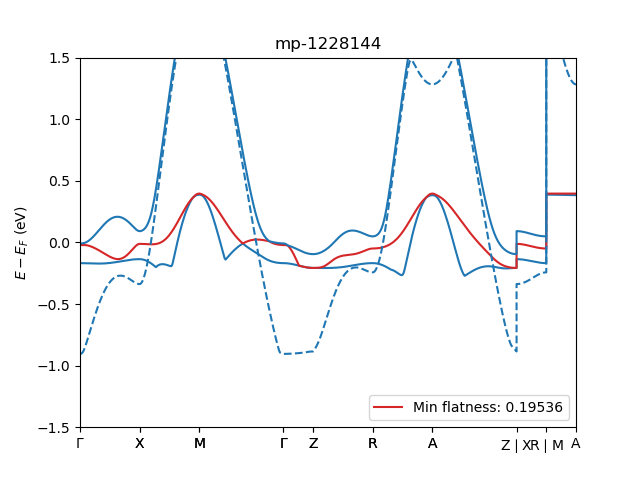 mp-1228144
E − E_F (eV)
1.5
1.0
0.5
0.0
−0.5
−1.0
−1.5
Min flatness: 0.19536
Γ X M Γ Z R A Z | XR | M A